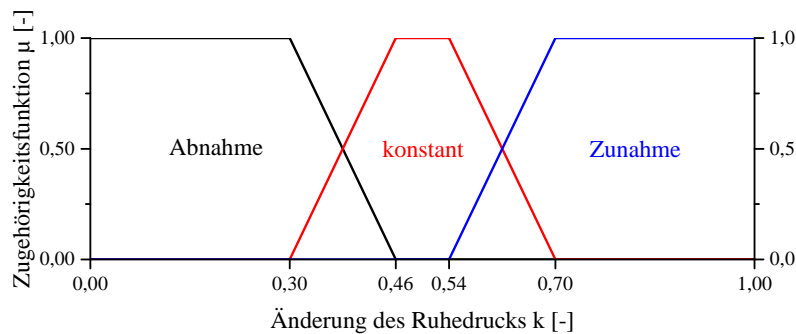 Zugehörigkeitsfunktion µ [-]
1,00
0,50
0,00
1,0
0,5
0,0
Abnahme
konstant
Zunahme
0,00
0,30
0,46
0,54
0,70
1,00
Änderung des Ruhedrucks k [-]